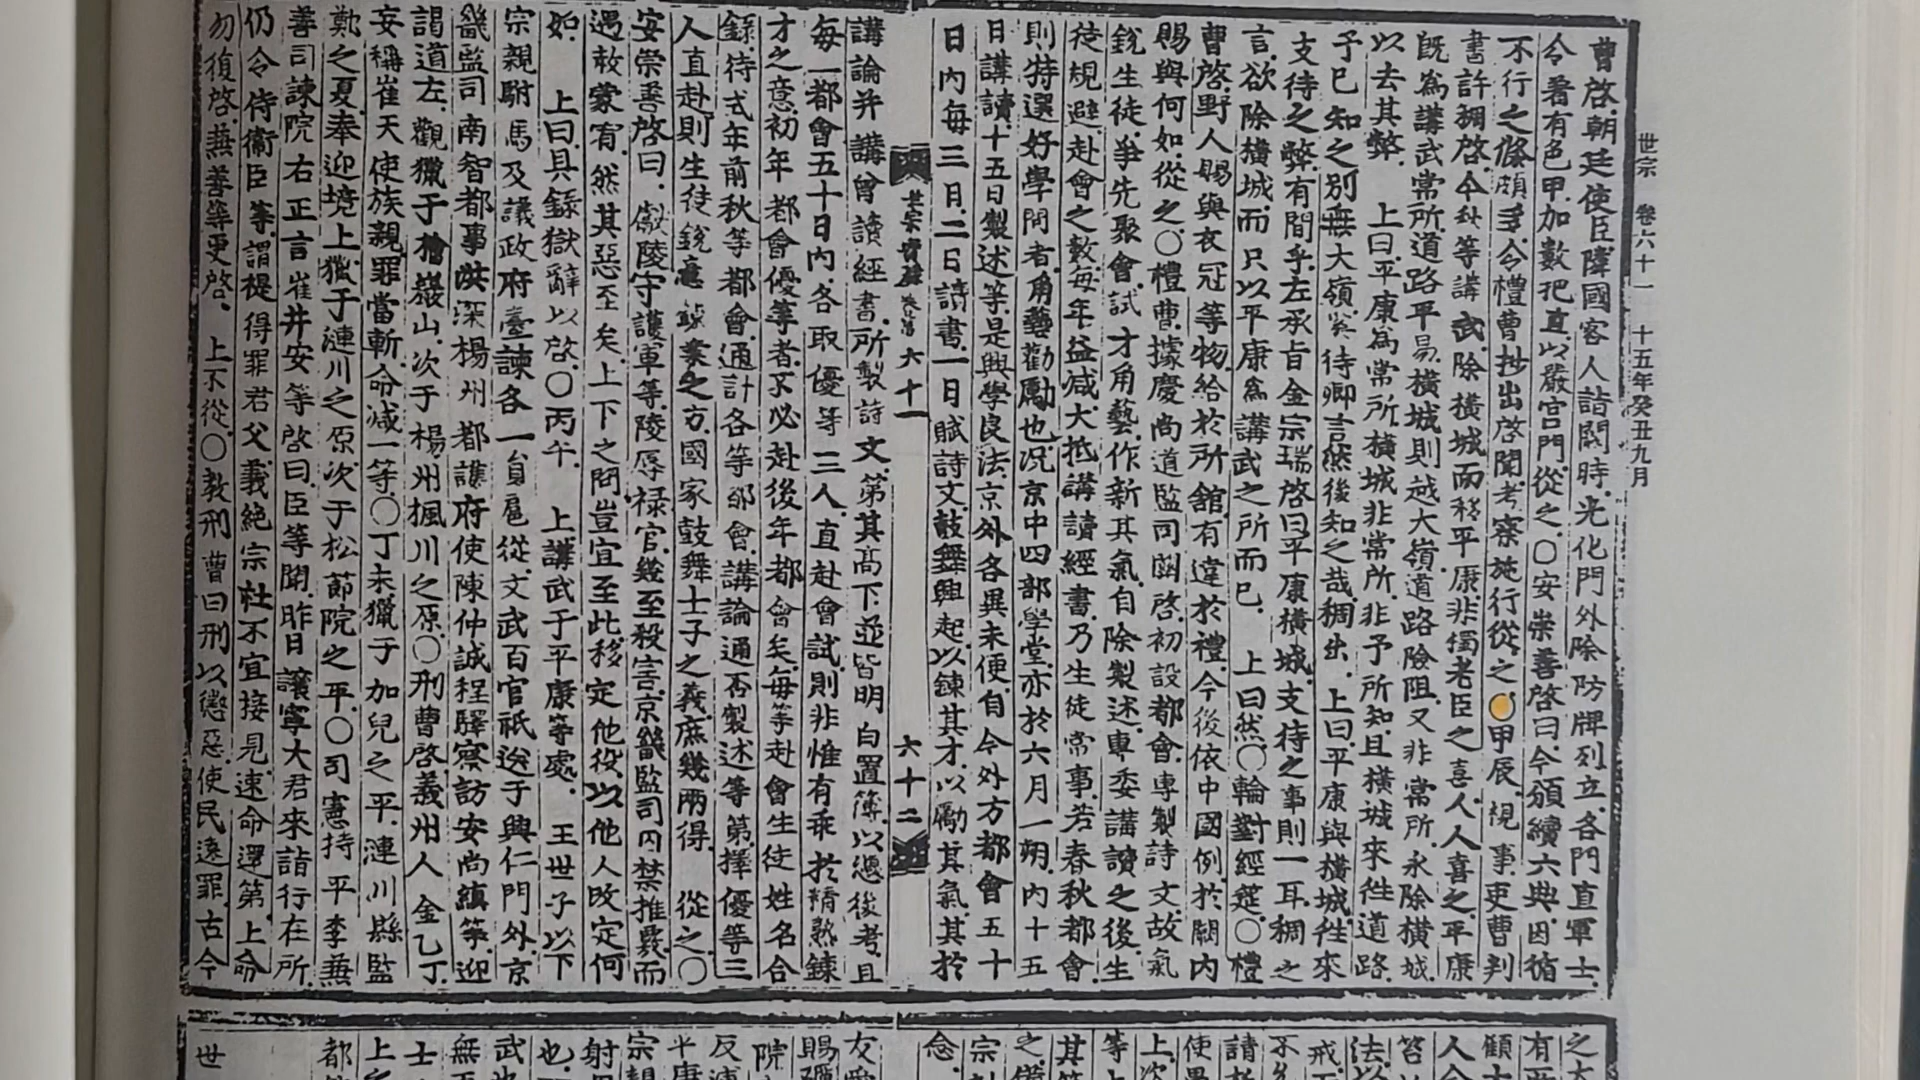 世宗 卷六十一 十五年癸丑九月
曹啓朝廷使臣隣國客人詣闕時光化門外除防牌列立各門直軍士
令着有色甲加數把直以嚴宮門從之○安崇善啓曰今頒續六典因循
不行之條頗多令禮曹抄出啓聞考察施行從之○甲辰視事吏曹判
書許稠啓今秋等講武除橫城而移平康非獨老臣之喜人人喜之平康
旣爲講武常所道路平易橫城則越大嶺道路險阻又非常所永除橫城
以去其弊 上曰平康爲常所橫城非常所非予所知且橫城來往道路
予已知之別無大嶺矣待卿言然後知之哉稠出 上曰平康與橫城往來
支待之弊有間乎左承旨金宗瑞啓曰平康橫城支待之事則一耳稠之
言欲除橫城而只以平康爲講武之所而已 上曰然○輪對經筵○禮
曹啓野人賜與衣冠等物給於所舘有違於禮今後依中國例於闕內
賜與何如從之○禮曹據慶尙道監司關啓初設都會專製詩文故氣
銳生徒爭先聚會試才角藝作新其氣自除製述專委講讀之後生
徒規避赴會之數每年益减大抵講讀經書乃生徒常事若春秋都會
則特選好學問者角藝勸勵也况京中四部學堂亦於六月一朔內十五
日講讀十五日製述等是興學良法京外各異未便自今外方都會五十
日內每三日二日讀書一日賦詩文鼓舞興起以鍊其才以勵其氣其於
世宗實錄 卷第六十一 六十二
講論幷講曾讀經書所製詩文第其高下並皆明白置簿以憑後考且
每一都會五十日內各取優等三人直赴會試則非惟有乖於精熟鍊
才之意初年都會優等者不必赴後年都會矣每等赴會生徒姓名合
錄待式年前秋等都會通計各等都會講論通否製述等第擇優等三
人直赴則生徒銳意 業之方國家鼓舞士子之義庶幾兩得 從之○
安崇善啓曰獻陵守護軍等陵辱祿官幾至殺害京畿監司囚禁推覈而
遇赦蒙宥然其惡至矣上下之間豈宜至此移定他役以他人改定何
如 上曰具錄獄辭以啓○丙午 上講武于平康等處 王世子以下
宗親駙馬及議政府臺諫各一員扈從文武百官祗送于興仁門外京
畿監司南智都事洪深楊州都護府使陳仲誠程驛察訪安尙縝等迎
謁道左觀獵于檜巖山次于楊州楓川之原○刑曹啓義州人金乙丁
妄稱崔天使族親罪當斬命减一等○丁未獵于加兒之平漣川縣監
鄭之夏奉迎境上獵于漣川之原次于松節院之平○司憲持平李兼
善司諫院右正言崔井安等啓曰臣等聞昨日讓寧大君來詣行在所
仍令侍衛臣等謂禔得罪君父義絶宗社不宜接見速命還第上命
勿復啓兼善等更啓 上不從○敎刑曹曰刑以懲惡使民遠罪古今